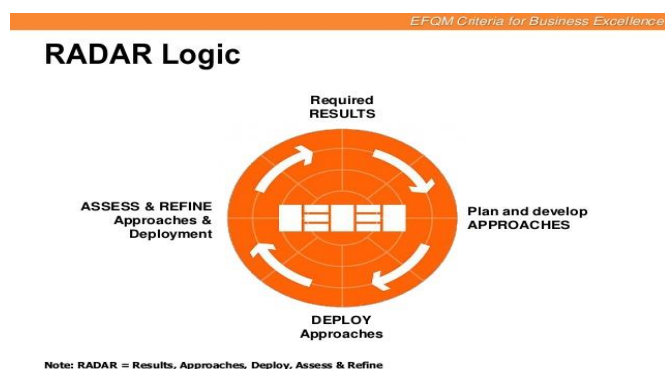 EFQM Criteria for Business Excellence
RADAR Logic
Required
RESULTS
ASSESS & REFINE
Approaches &
Deployment
Plan and develop
APPROACHES
DEPLOY
Approaches
Note: RADAR = Results, Approaches, Deploy, Assess & Refine